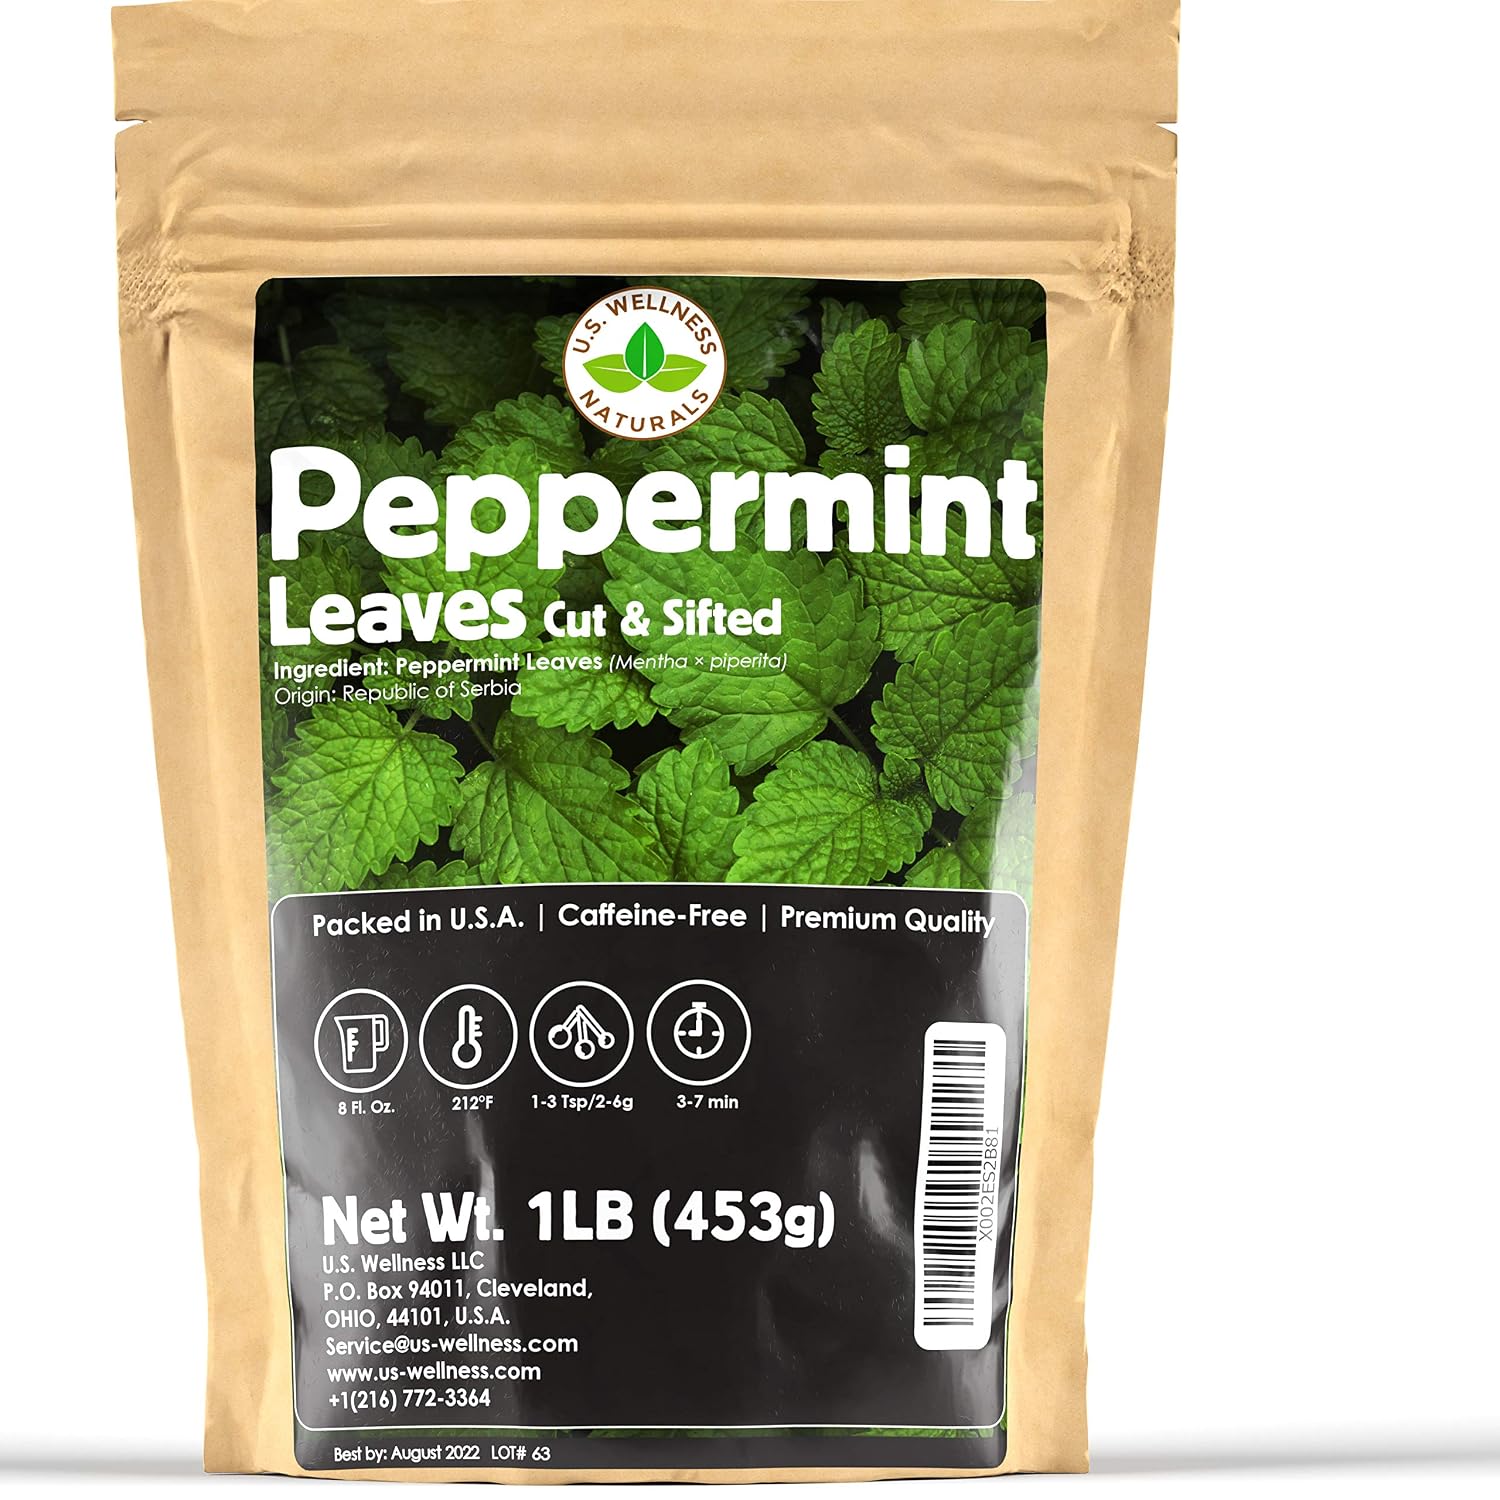 U.S. WELLNESS
NATURALS
Peppermint
Leaves Cut & Sifted
Ingredient: Peppermint Leaves (Mentha × piperita)
Origin: Republic of Serbia
Packed in U.S.A. | Caffeine-Free | Premium Quality
8 Fl. Oz. 212°F 1-3 Tsp/2-6g 3-7 min
X002ES2B81
Net Wt. 1LB (453g)
U.S. Wellness LLC
P.O. Box 94011, Cleveland,
OHIO, 44101, U.S.A.
Service@us-wellness.com
www.us-wellness.com
+1(216) 772-3364
Best by: August 2022 LOT# 63